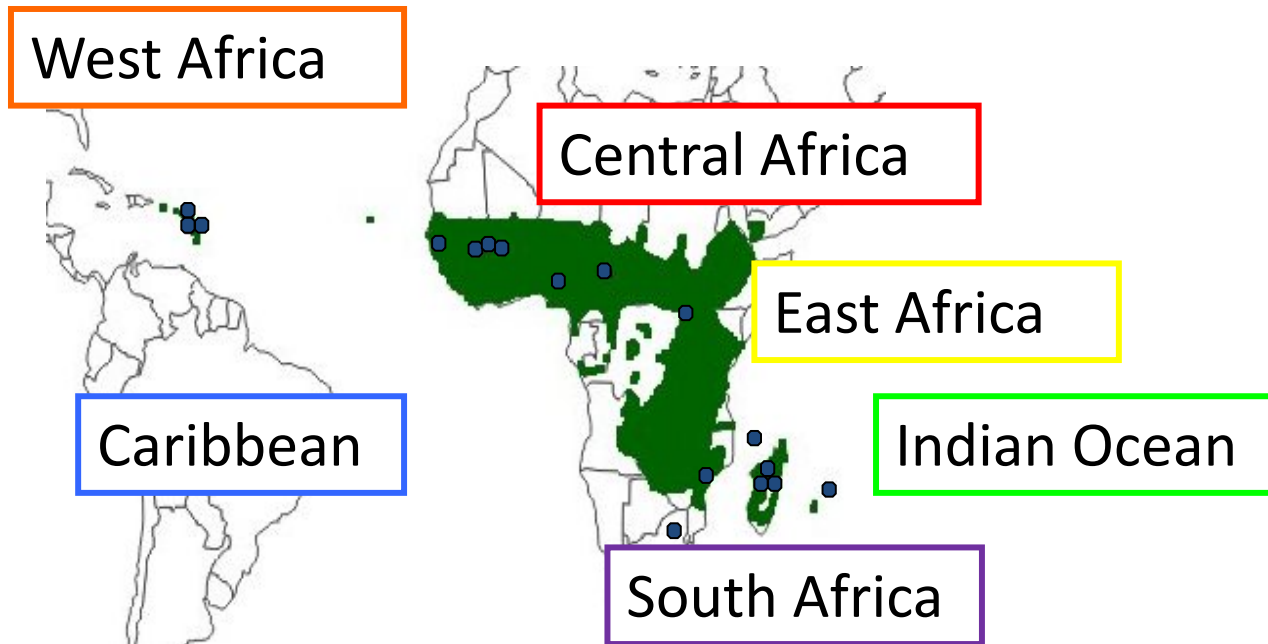 West Africa
Central Africa
East Africa
Caribbean
Indian Ocean
South Africa